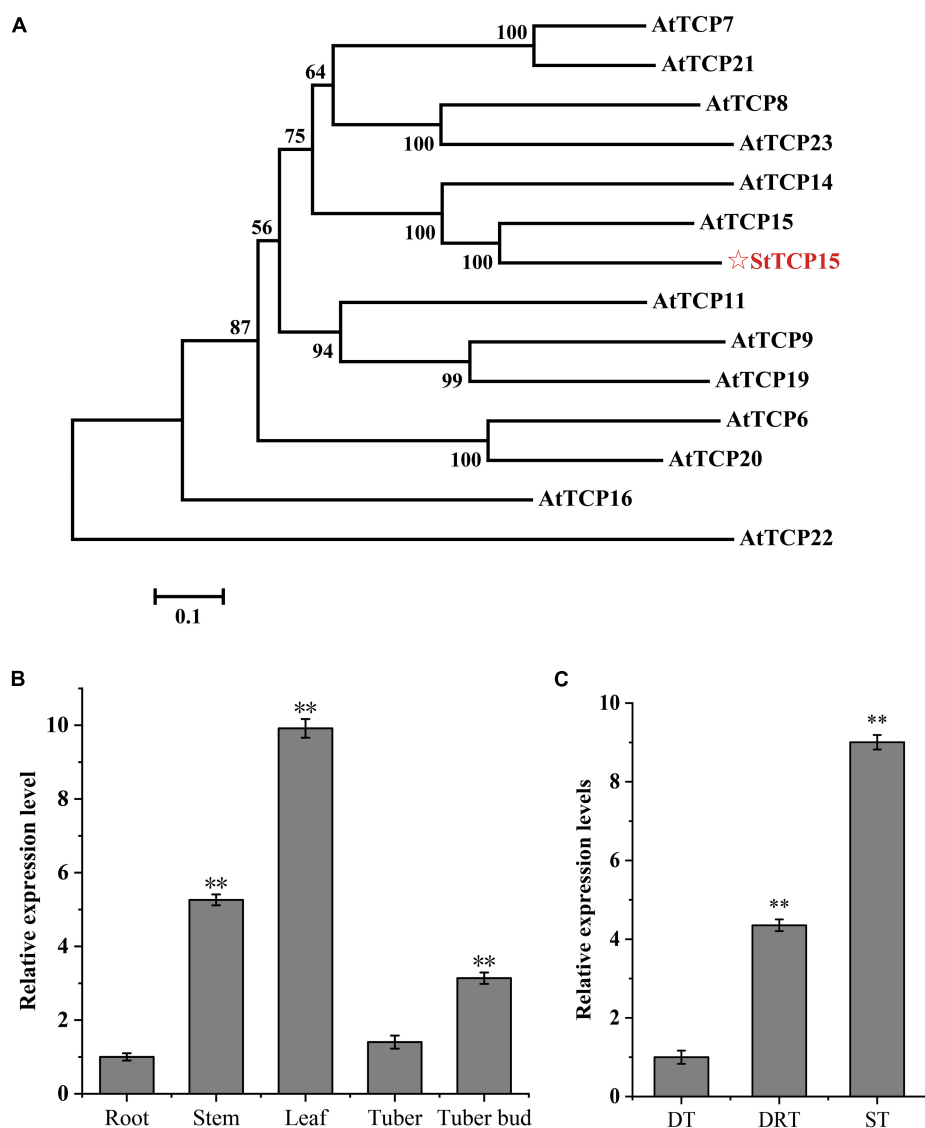 A
AtTCP7
100
AtTCP21
64
AtTCP8
100
AtTCP23
75
AtTCP14
100
AtTCP15
100
☆StTCP15
56
AtTCP11
94
AtTCP9
99
AtTCP19
87
AtTCP6
100
AtTCP20
AtTCP16
AtTCP22
0.1
B
Relative expression level
10
8
6
4
2
0
**
**
**
Root Stem Leaf Tuber Tuber bud
C
Relative expression levels
10
8
6
4
2
0
**
**
DT DRT ST